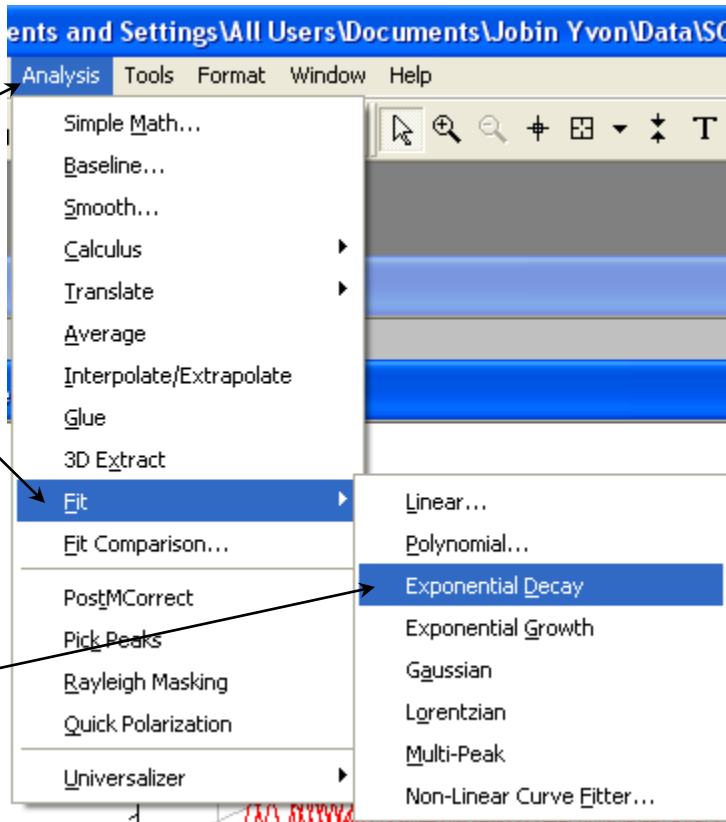 ents and Settings\All Users\Documents\Jobin Yvon\Data\SC
Analysis Tools Format Window Help
T
Simple Math...
Baseline...
Smooth...
Calculus
Translate
Average
Interpolate/Extrapolate
Glue
3D Extract
Fit
Fit Comparison...
PostMCorrect
Pick Peaks
Rayleigh Masking
Quick Polarization
Universalizer
Linear...
Polynomial...
Exponential Decay
Exponential Growth
Gaussian
Lorentzian
Multi-Peak
Non-Linear Curve Fitter...